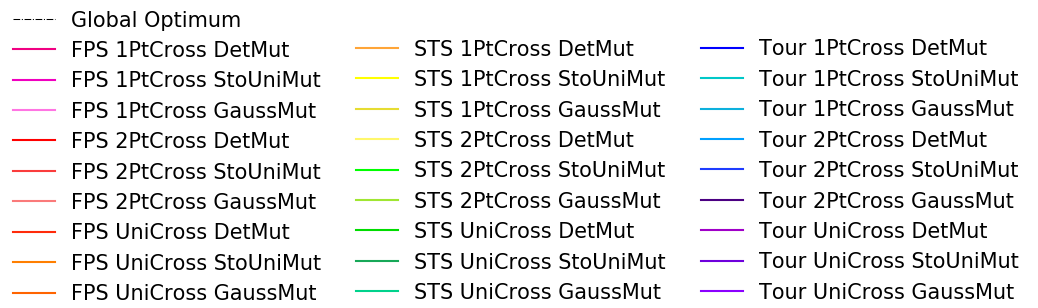 Global Optimum
FPS 1PtCross DetMut
FPS 1PtCross StoUniMut
FPS 1PtCross GaussMut
FPS 2PtCross DetMut
FPS 2PtCross StoUniMut
FPS 2PtCross GaussMut
FPS UniCross DetMut
FPS UniCross StoUniMut
FPS UniCross GaussMut
STS 1PtCross DetMut
STS 1PtCross StoUniMut
STS 1PtCross GaussMut
STS 2PtCross DetMut
STS 2PtCross StoUniMut
STS 2PtCross GaussMut
STS UniCross DetMut
STS UniCross StoUniMut
STS UniCross GaussMut
Tour 1PtCross DetMut
Tour 1PtCross StoUniMut
Tour 1PtCross GaussMut
Tour 2PtCross DetMut
Tour 2PtCross StoUniMut
Tour 2PtCross GaussMut
Tour UniCross DetMut
Tour UniCross StoUniMut
Tour UniCross GaussMut